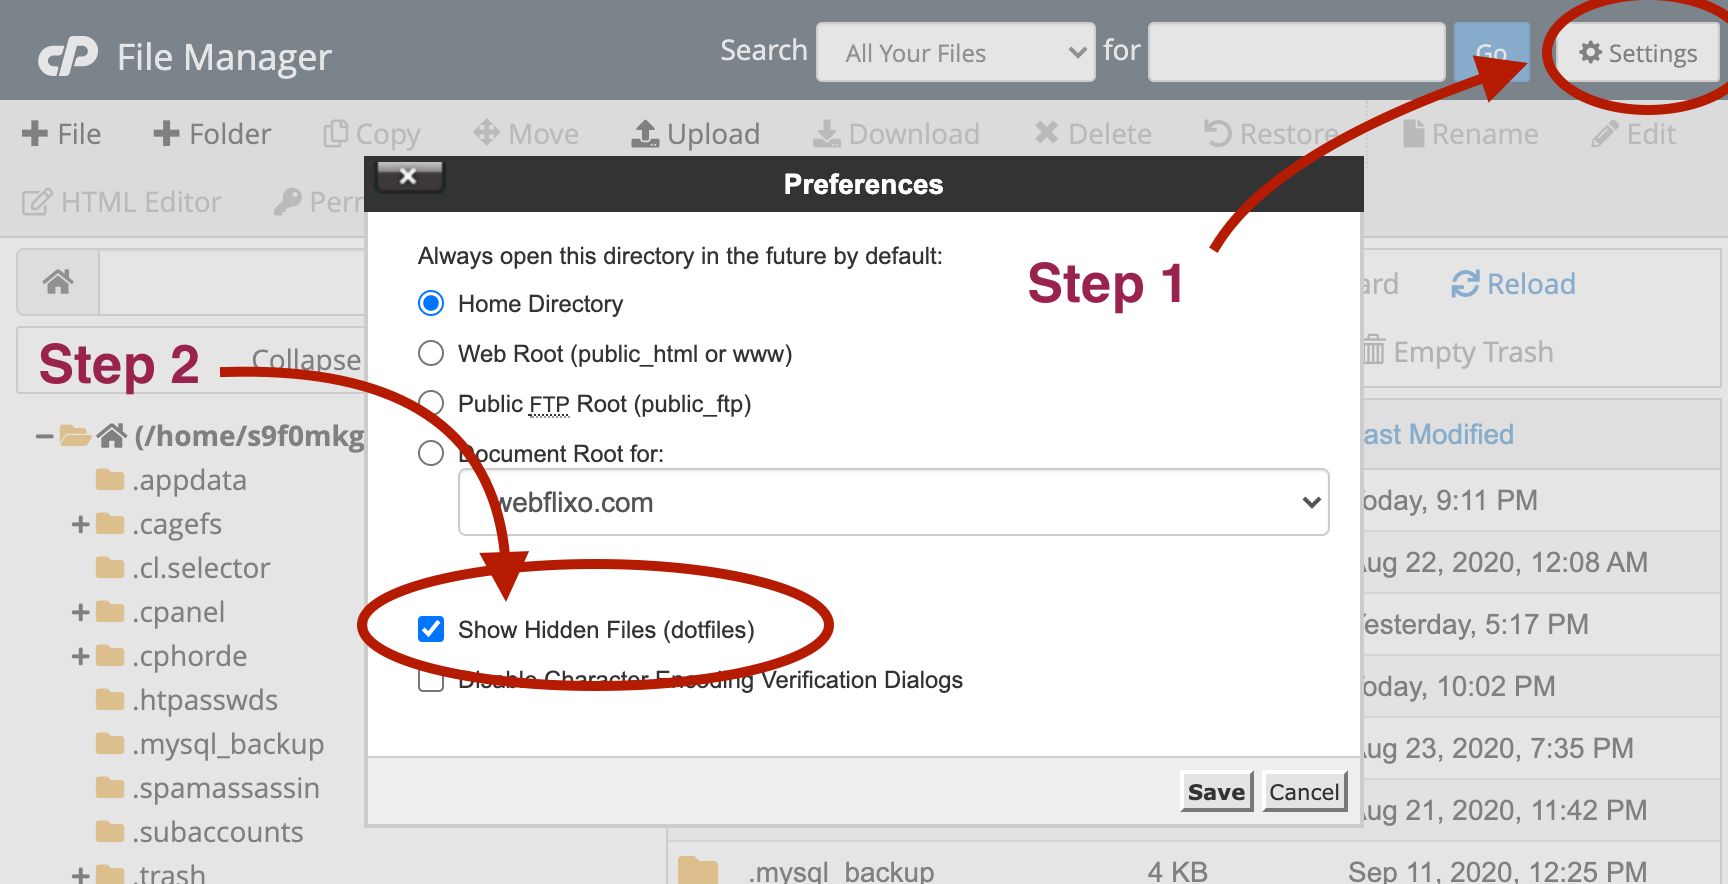 cP File Manager
Search All Your Files for Go Settings
File Folder Copy Move Upload Download Delete Restore Rename Edit
HTML Editor
Preferences
Always open this directory in the future by default:
Home Directory
Web Root (public_html or www)
Public FTP Root (public_ftp)
Document Root for:
webflixo.com
Show Hidden Files (dotfiles)
Disable Character Encoding Verification Dialogs
Save Cancel
Step 1
Step 2
Collapse
(/home/s9f0mkg
.appdata
.cagefs
.cl.selector
.cpanel
.cphorde
.htpasswds
.mysql_backup
.spamassassin
.subaccounts
.trash
Reload
Empty Trash
ast Modified
oday, 9:11 PM
ug 22, 2020, 12:08 AM
esterday, 5:17 PM
oday, 10:02 PM
ug 23, 2020, 7:35 PM
ug 21, 2020, 11:42 PM
.mysql_backup 4 KB Sep 11, 2020, 12:25 PM